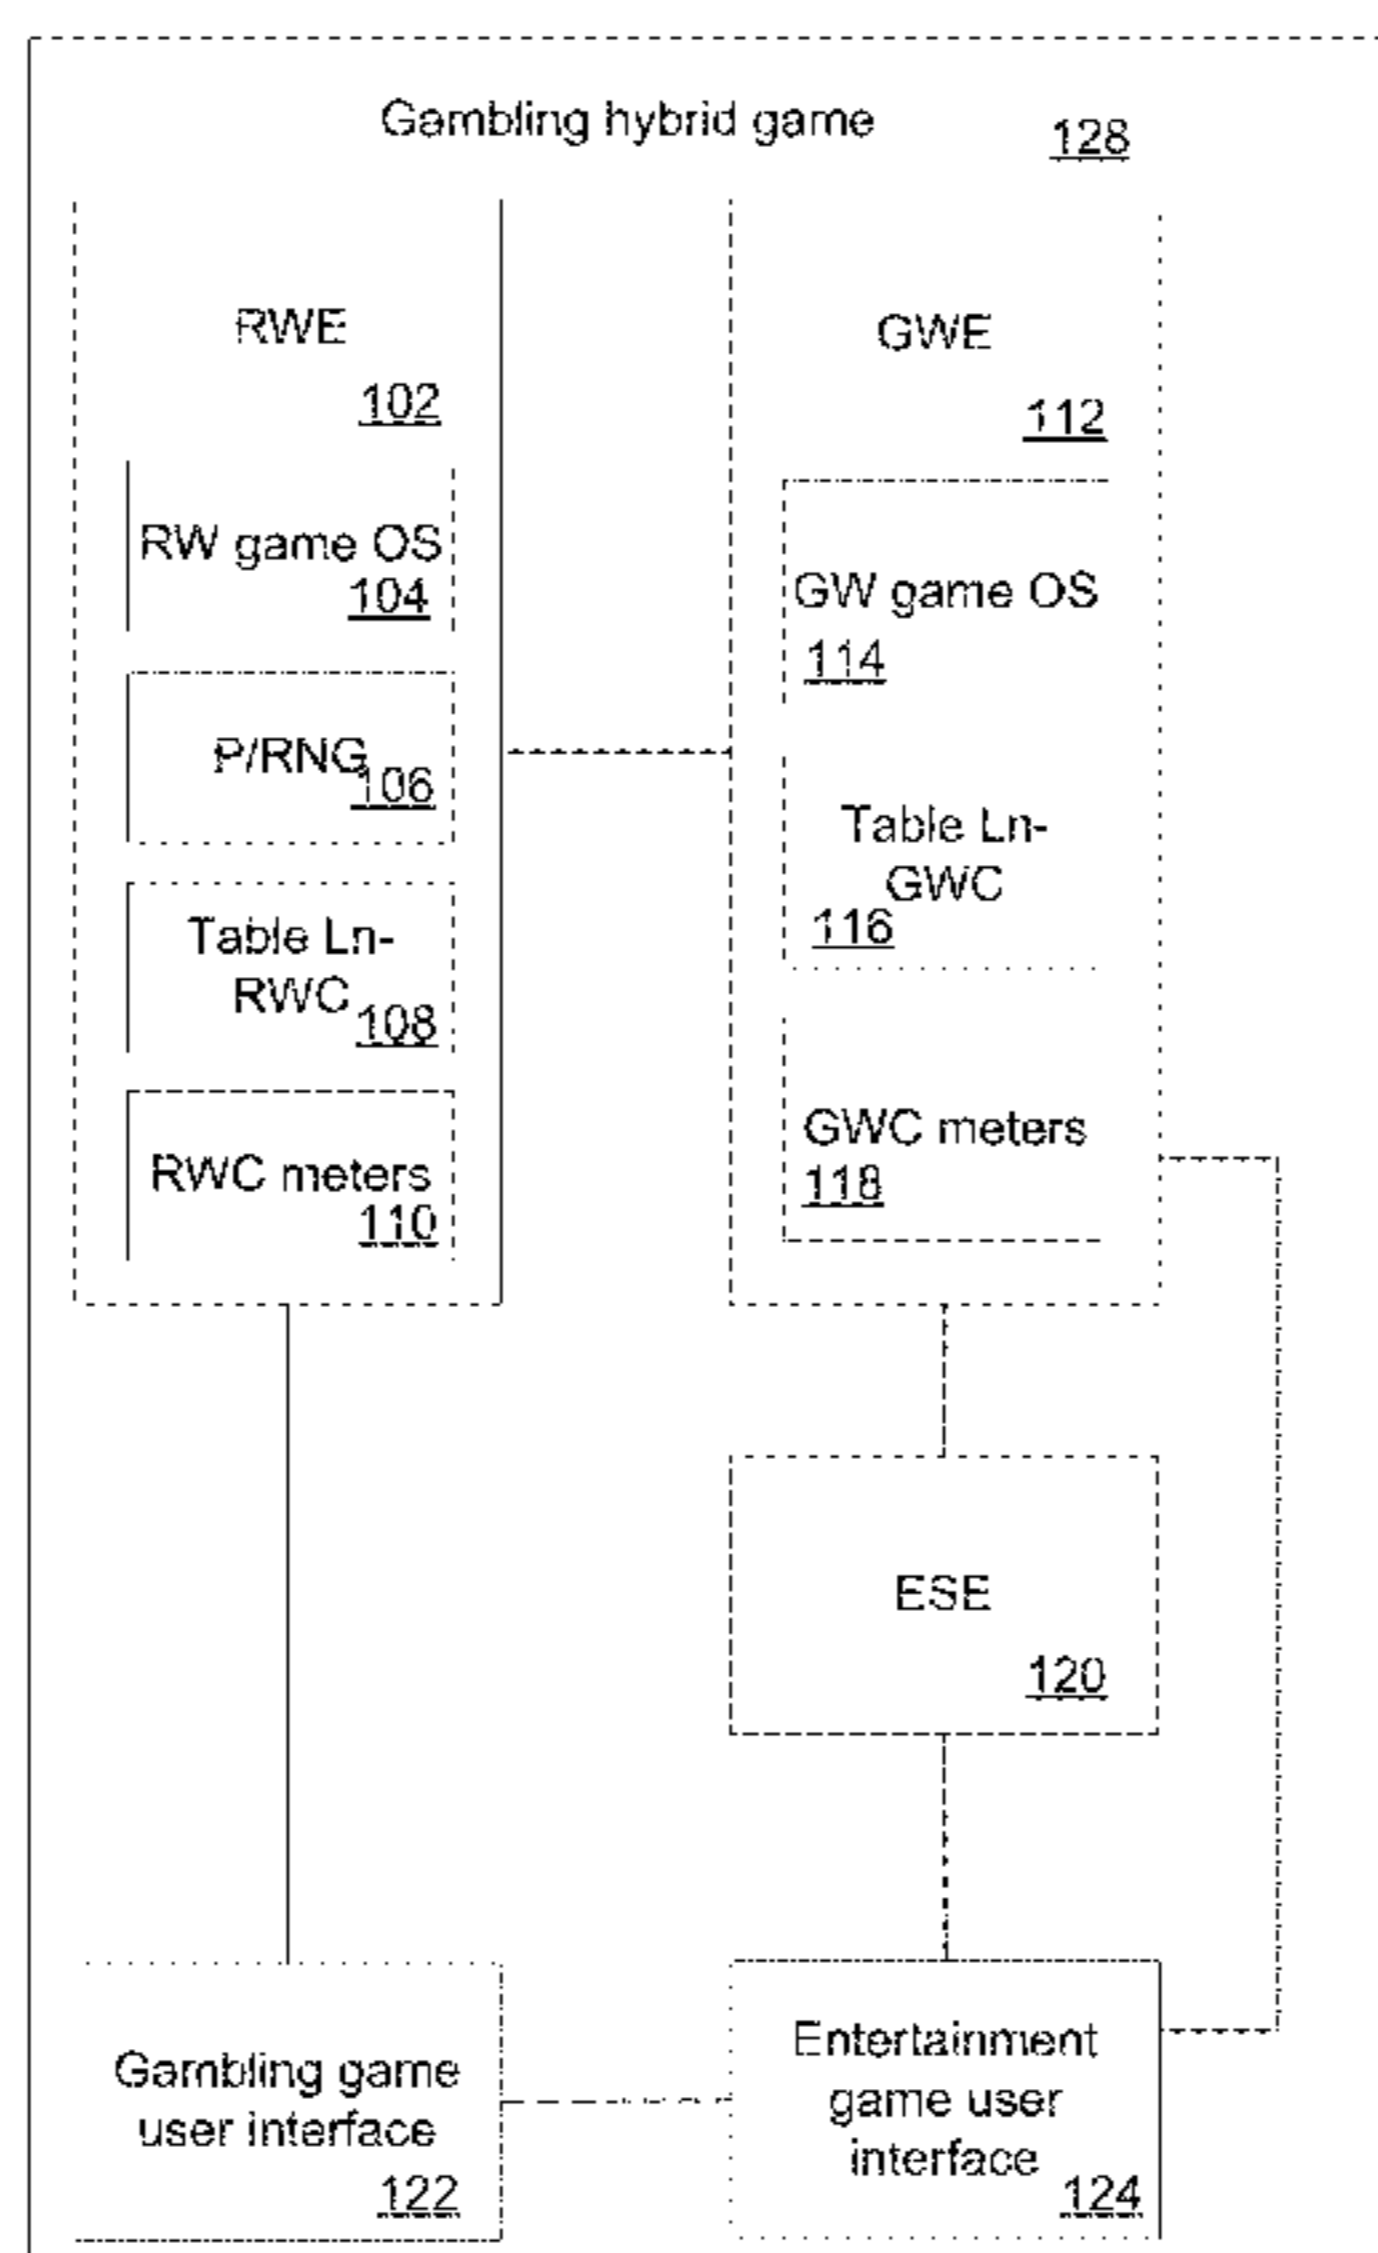 Gambling hybrid game
128
RWE
102
RW game OS
104
P/RNG
106
Table Ln-
RWC
108
RWC meters
110
GWE
112
GW game OS
114
Table Ln-
GWC
116
GWC meters
118
ESE
120
Gambling game
user interface
122
Entertainment
game user
interface
124